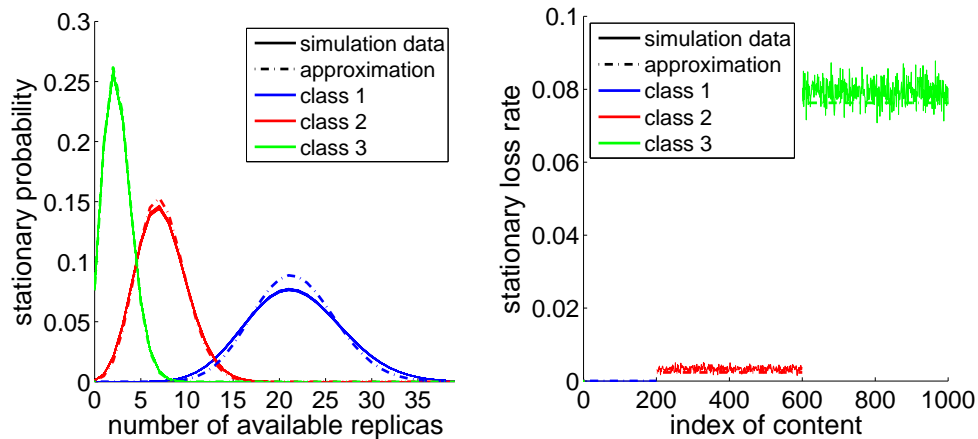 0.3
0.25
0.2
0.15
0.1
0.05
0
stationary probability
simulation data
approximation
class 1
class 2
class 3
0 5 10 15 20 25 30 35
number of available replicas
0.1
0.08
0.06
0.04
0.02
0
stationary loss rate
simulation data
approximation
class 1
class 2
class 3
0 200 400 600 800 1000
index of content